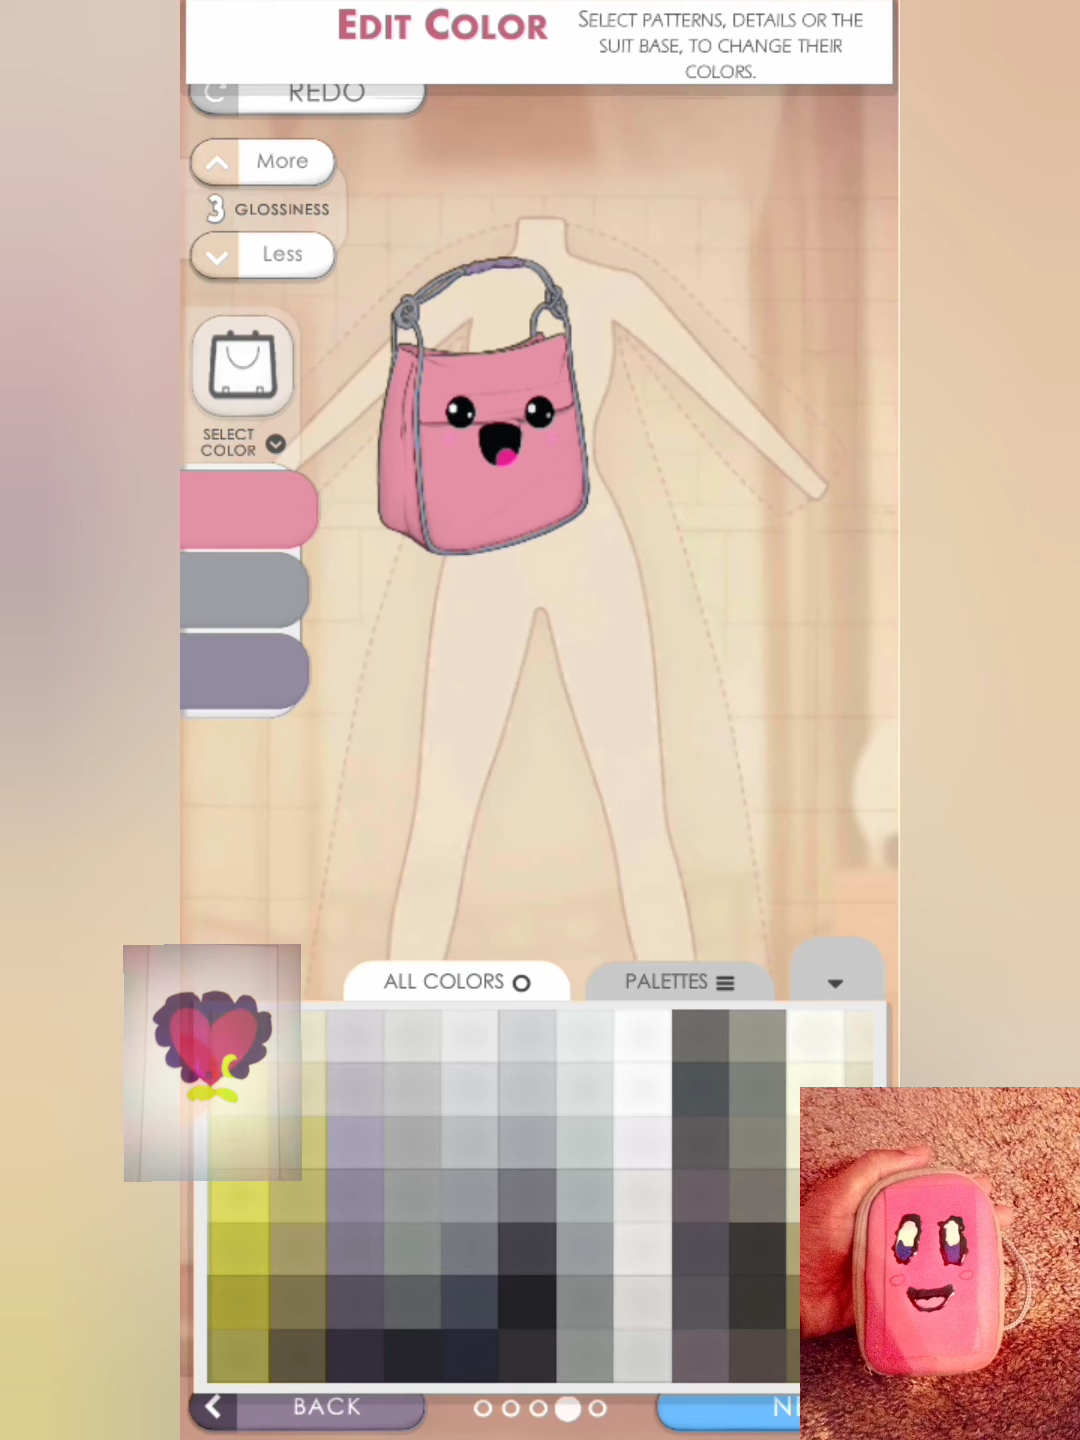 EDIT COLOR
SELECT PATTERNS, DETAILS OR THE
SUIT BASE, TO CHANGE THEIR
COLORS.
REDO
More
3 GLOSSINESS
Less
SELECT
COLOR
ALL COLORS
PALETTES
BACK